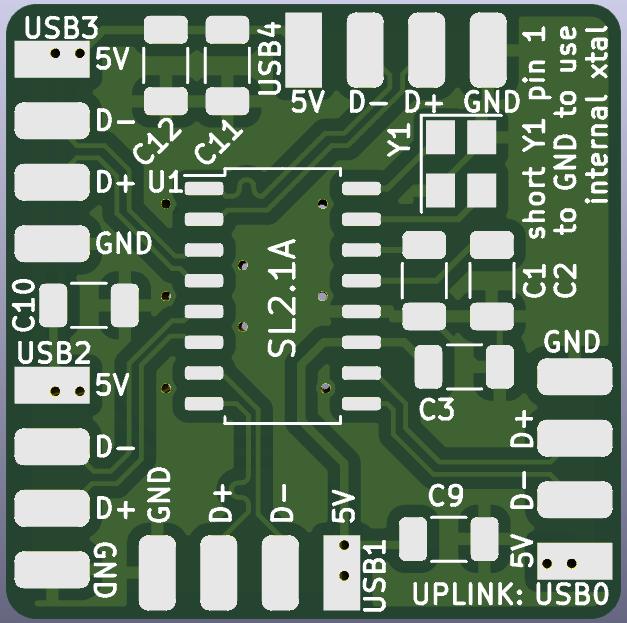 USB3
5V
D-
D+
GND
C12
C11
USB4
5V
D-
D+
GND
Y1
short Y1 pin 1
to GND to use
internal xtal
U1
SL2.1A
C10
C1
C2
C3
USB2
5V
D-
D+
GND
GND
D+
D-
5V
USB1
C9
GND
D+
D-
5V
UPLINK: USB0